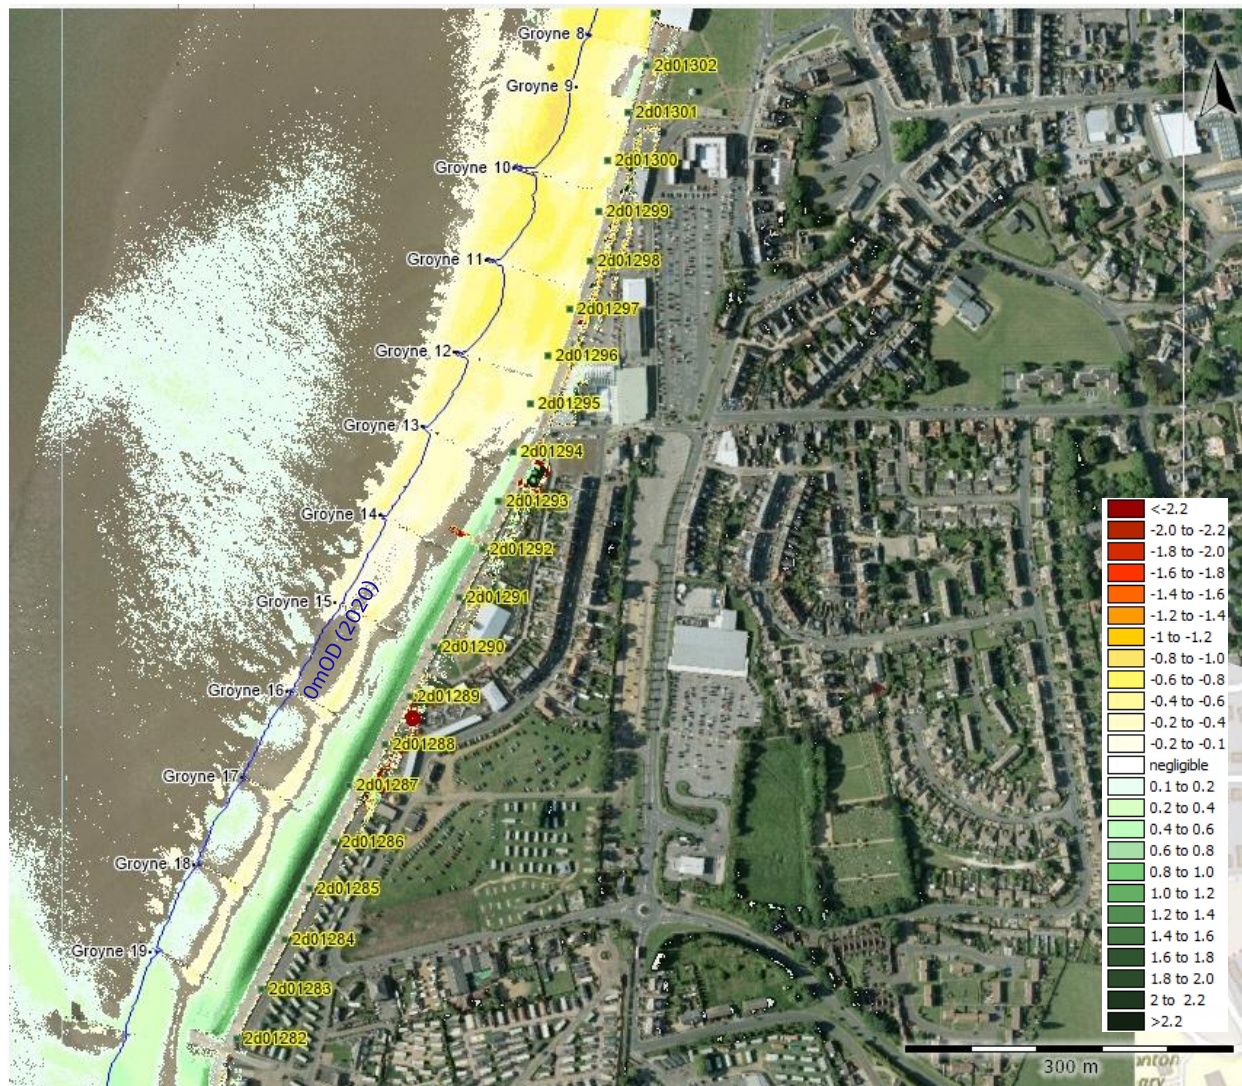 Groyne 8
2d01302
Groyne 9
2d01301
2d01300
Groyne 10
2d01299
Groyne 11
2d01298
2d01297
Groyne 12
2d01296
2d01295
Groyne 13
2d01294
2d01293
Groyne 14
2d01292
2d01291
Groyne 15
0mOD (2020)
2d01290
Groyne 16
2d01289
2d01288
Groyne 17
2d01287
2d01286
Groyne 18
2d01285
2d01284
Groyne 19
2d01283
2d01282
<-2.2
-2.0 to -2.2
-1.8 to -2.0
-1.6 to -1.8
-1.4 to -1.6
-1.2 to -1.4
-1 to -1.2
-0.8 to -1.0
-0.6 to -0.8
-0.4 to -0.6
-0.2 to -0.4
-0.2 to -0.1
negligible
0.1 to 0.2
0.2 to 0.4
0.4 to 0.6
0.6 to 0.8
0.8 to 1.0
1.0 to 1.2
1.2 to 1.4
1.4 to 1.6
1.6 to 1.8
1.8 to 2.0
2 to 2.2
>2.2
300 m